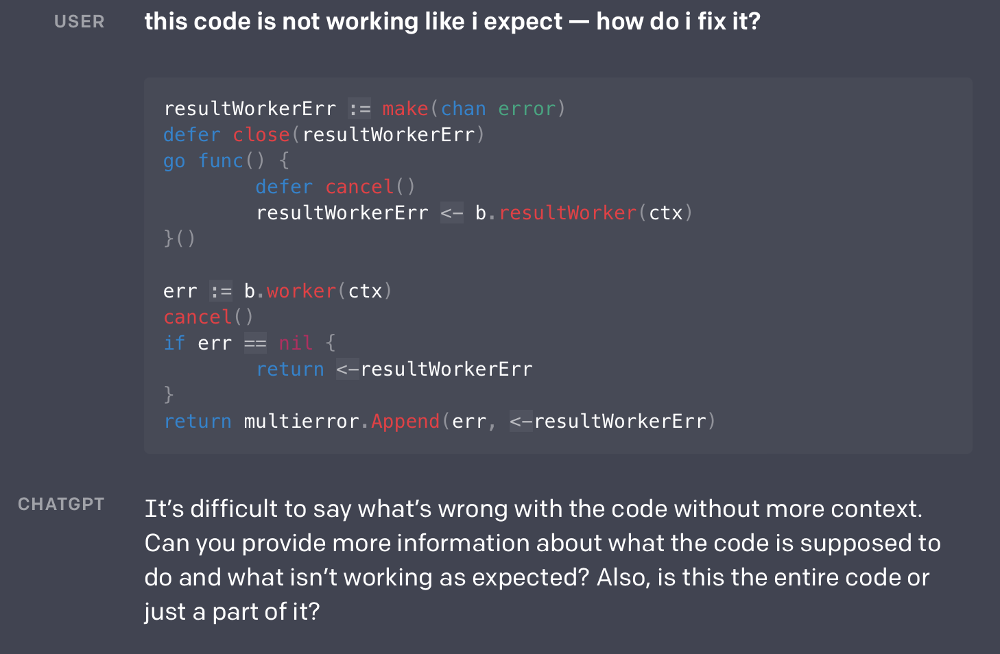 USER
this code is not working like i expect — how do i fix it?
resultWorkerErr := make(chan error)
defer close(resultWorkerErr)
go func() {
        defer cancel()
        resultWorkerErr <- b.resultWorker(ctx)
}()
err := b.worker(ctx)
cancel()
if err == nil {
        return <-resultWorkerErr
}
return multierror.Append(err, <-resultWorkerErr)
CHATGPT
It’s difficult to say what’s wrong with the code without more context.
Can you provide more information about what the code is supposed to
do and what isn’t working as expected? Also, is this the entire code or
just a part of it?